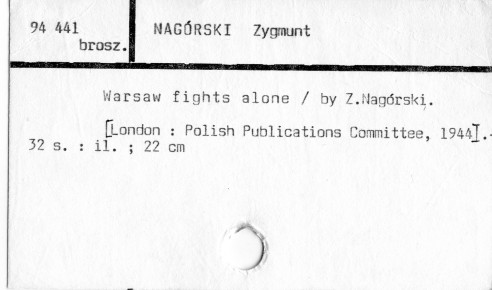 94 441
brosz.
NAGÓRSKI Zygmunt
Warsaw fights alone / by Z.Nagórski.
[London : Polish Publications Committee, 1944].-
32 s. : il. ; 22 cm